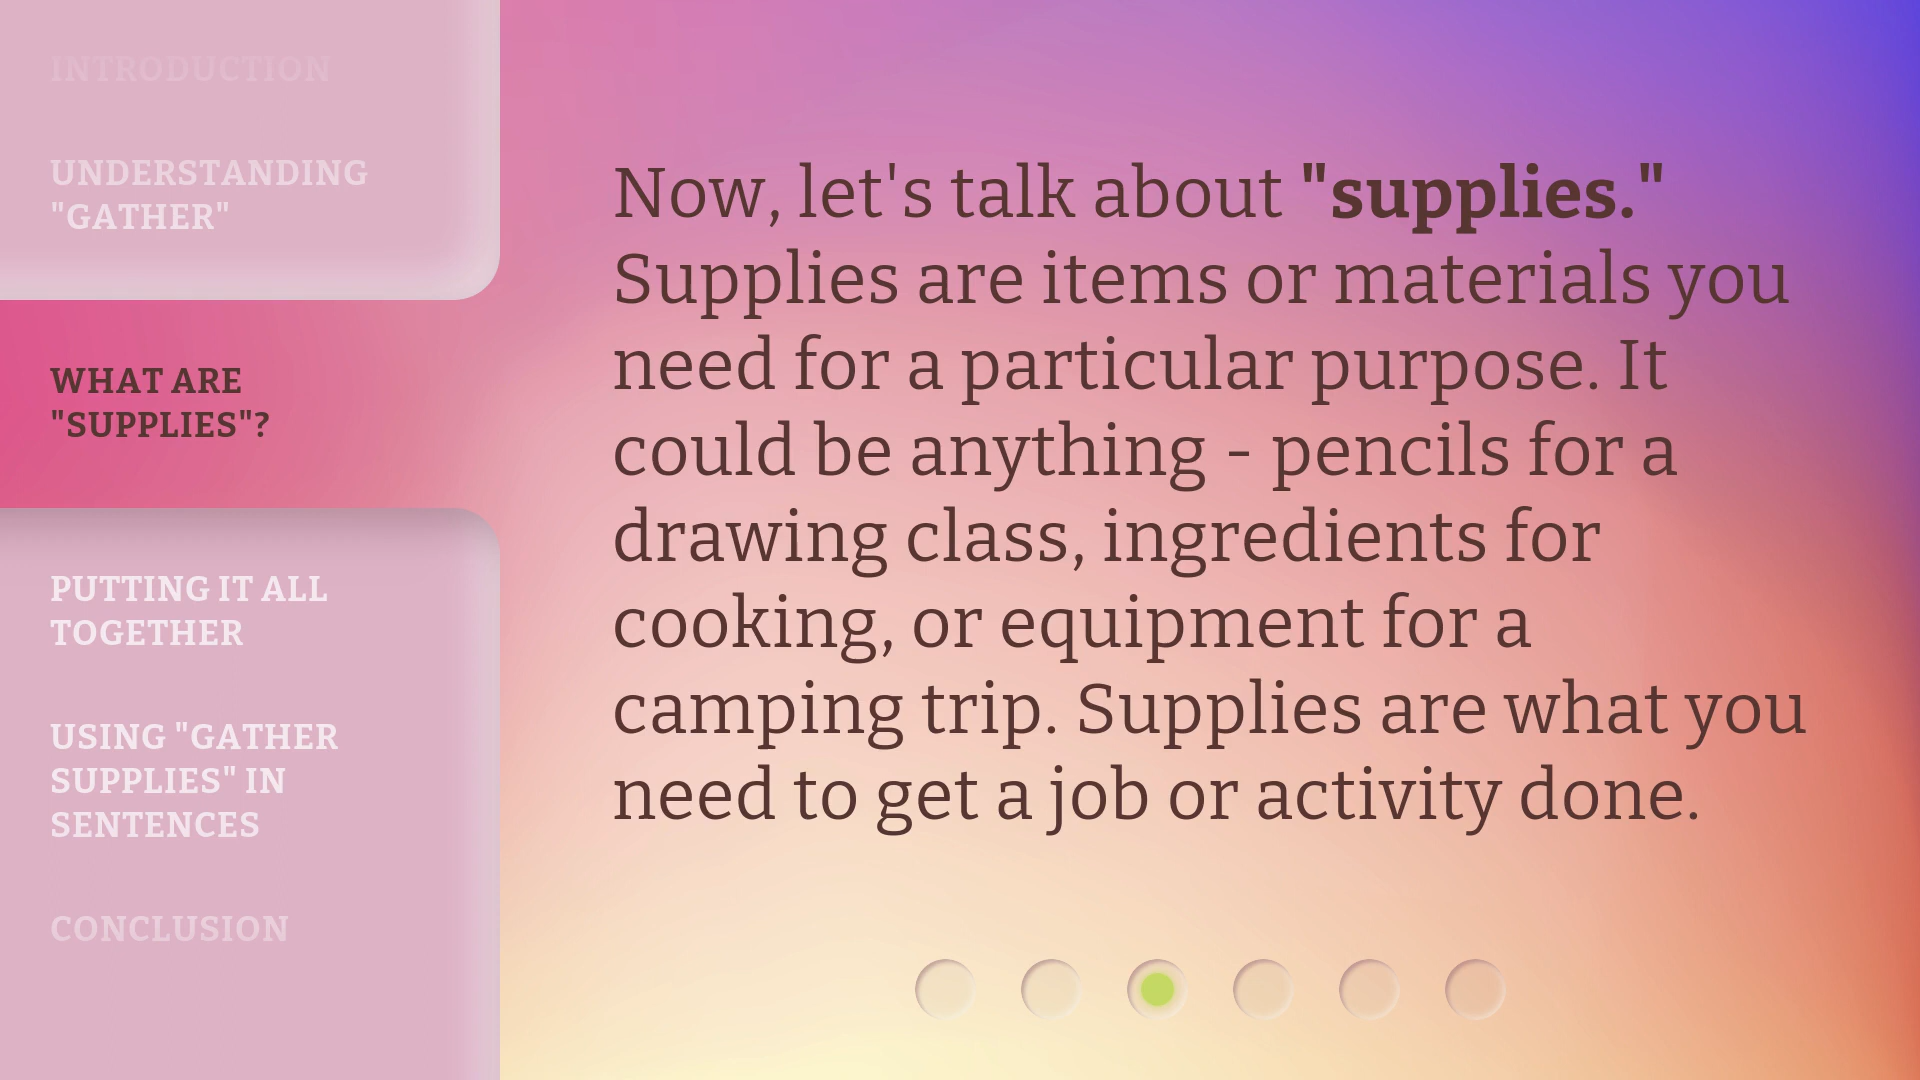 INTRODUCTION
UNDERSTANDING
"GATHER"
WHAT ARE
"SUPPLIES"?
PUTTING IT ALL
TOGETHER
USING "GATHER
SUPPLIES" IN
SENTENCES
CONCLUSION
Now, let's talk about "supplies."
Supplies are items or materials you
need for a particular purpose. It
could be anything - pencils for a
drawing class, ingredients for
cooking, or equipment for a
camping trip. Supplies are what you
need to get a job or activity done.